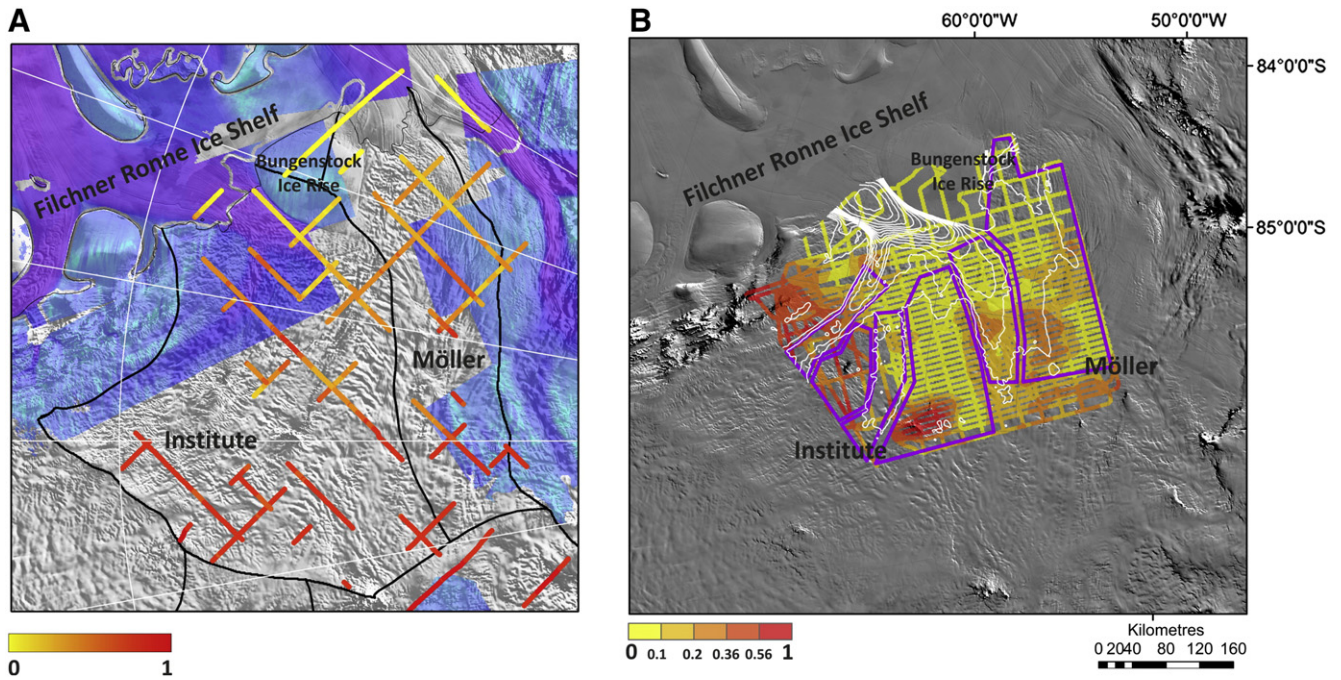 A
Filchner Ronne Ice Shelf
Bungenstock
Ice Rise
Möller
Institute
0 1
B
60°0'0"W 50°0'0"W
84°0'0"S
Filchner Ronne Ice Shelf
Bungenstock
Ice Rise
85°0'0"S
Möller
Institute
0 0.1 0.2 0.36 0.56 1
Kilometres
0 20 40 80 120 160